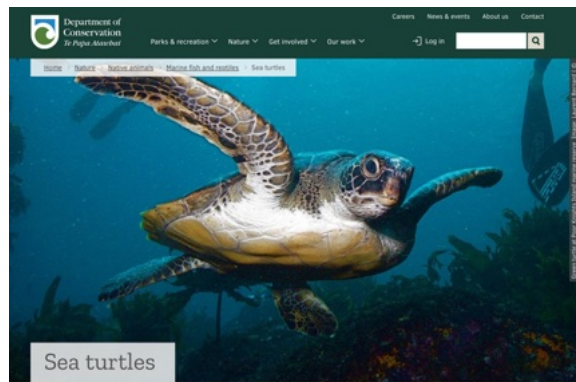 Careers News & events About us Contact
Department of
Conservation
Te Papa Atawhai
Parks & recreation Nature Get involved Our work Log in
Home Nature Native animals Marine fish and reptiles Sea turtles
Sea turtles